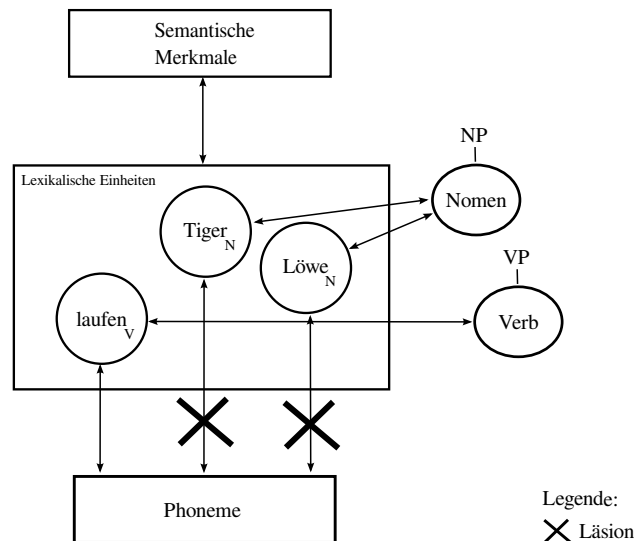 Semantische
Merkmale
Lexikalische Einheiten
NP
Nomen
Tiger N
Löwe N
VP
laufen V
Verb
Phoneme
Legende:
Läsion